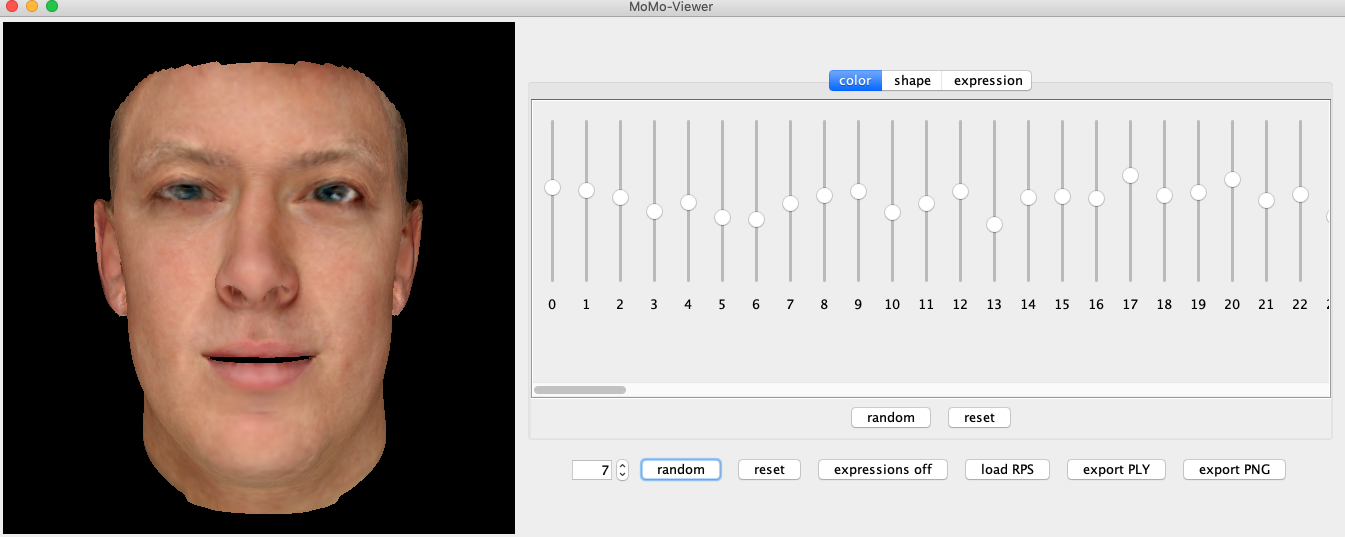 MoMo-Viewer
color shape expression
0 1 2 3 4 5 6 7 8 9 10 11 12 13 14 15 16 17 18 19 20 21 22
random reset
7 random reset expressions off load RPS export PLY export PNG